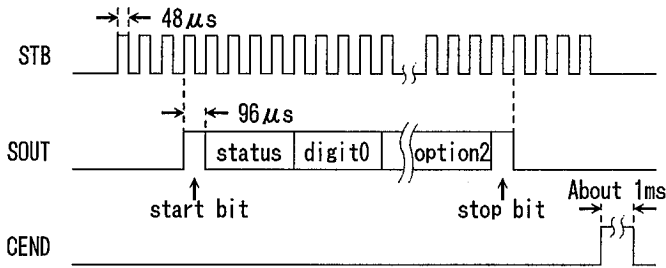 48μs
STB
96μs
SOUT status digit0 option2
start bit stop bit
About 1ms
CEND